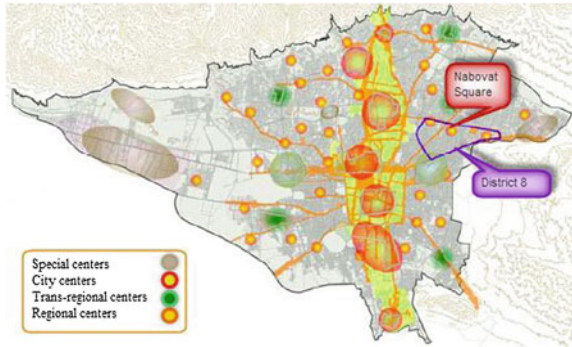 Nabovat
Square
District 8
Special centers
City centers
Trans-regional centers
Regional centers